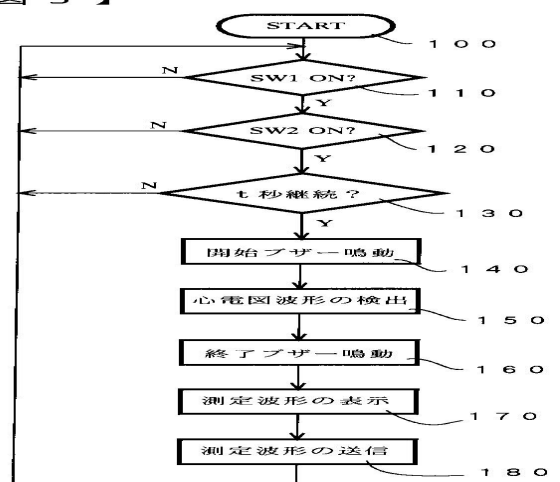 START
100
N
SW1 ON?
110
Y
N
SW2 ON?
120
Y
N
t 秒継続？
130
Y
開始ブザー鳴動
140
心電図波形の検出
150
終了ブザー鳴動
160
測定波形の表示
170
測定波形の送信
180